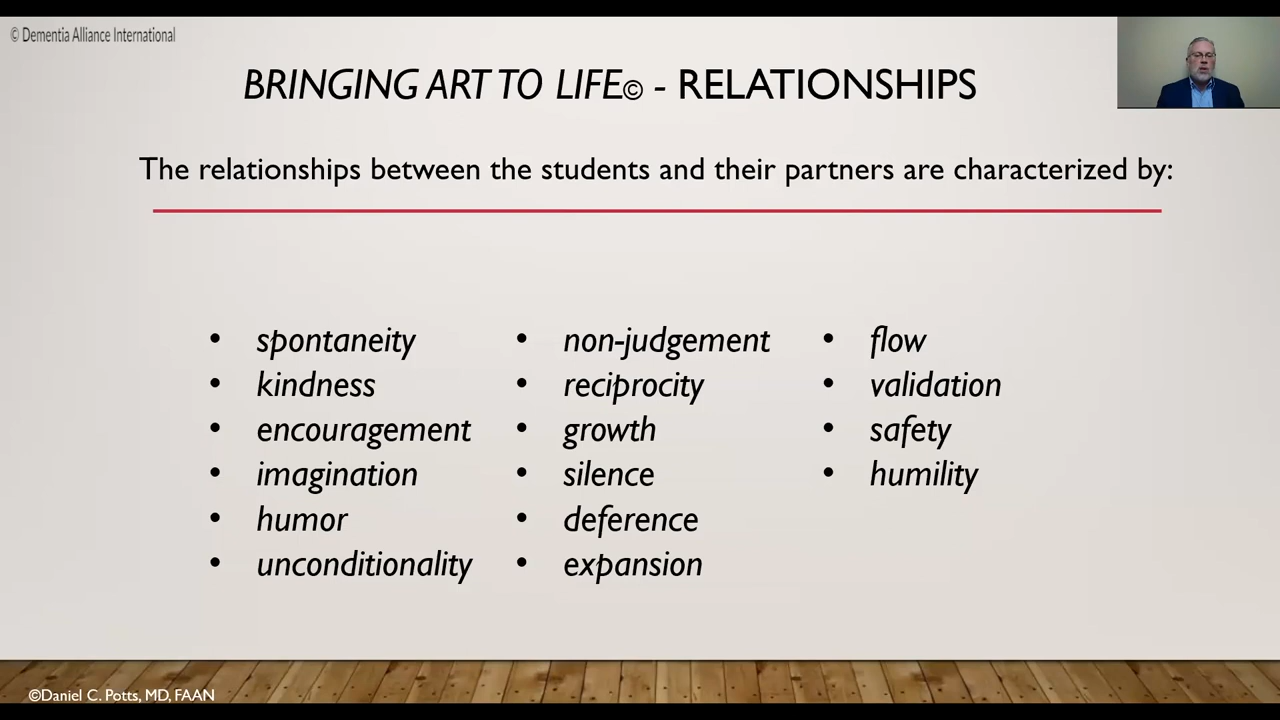 © Dementia Alliance International
BRINGING ART TO LIFE© - RELATIONSHIPS
The relationships between the students and their partners are characterized by:
• spontaneity
• kindness
• encouragement
• imagination
• humor
• unconditionality
• non-judgement
• reciprocity
• growth
• silence
• deference
• expansion
• flow
• validation
• safety
• humility
©Daniel C. Potts, MD, FAAN